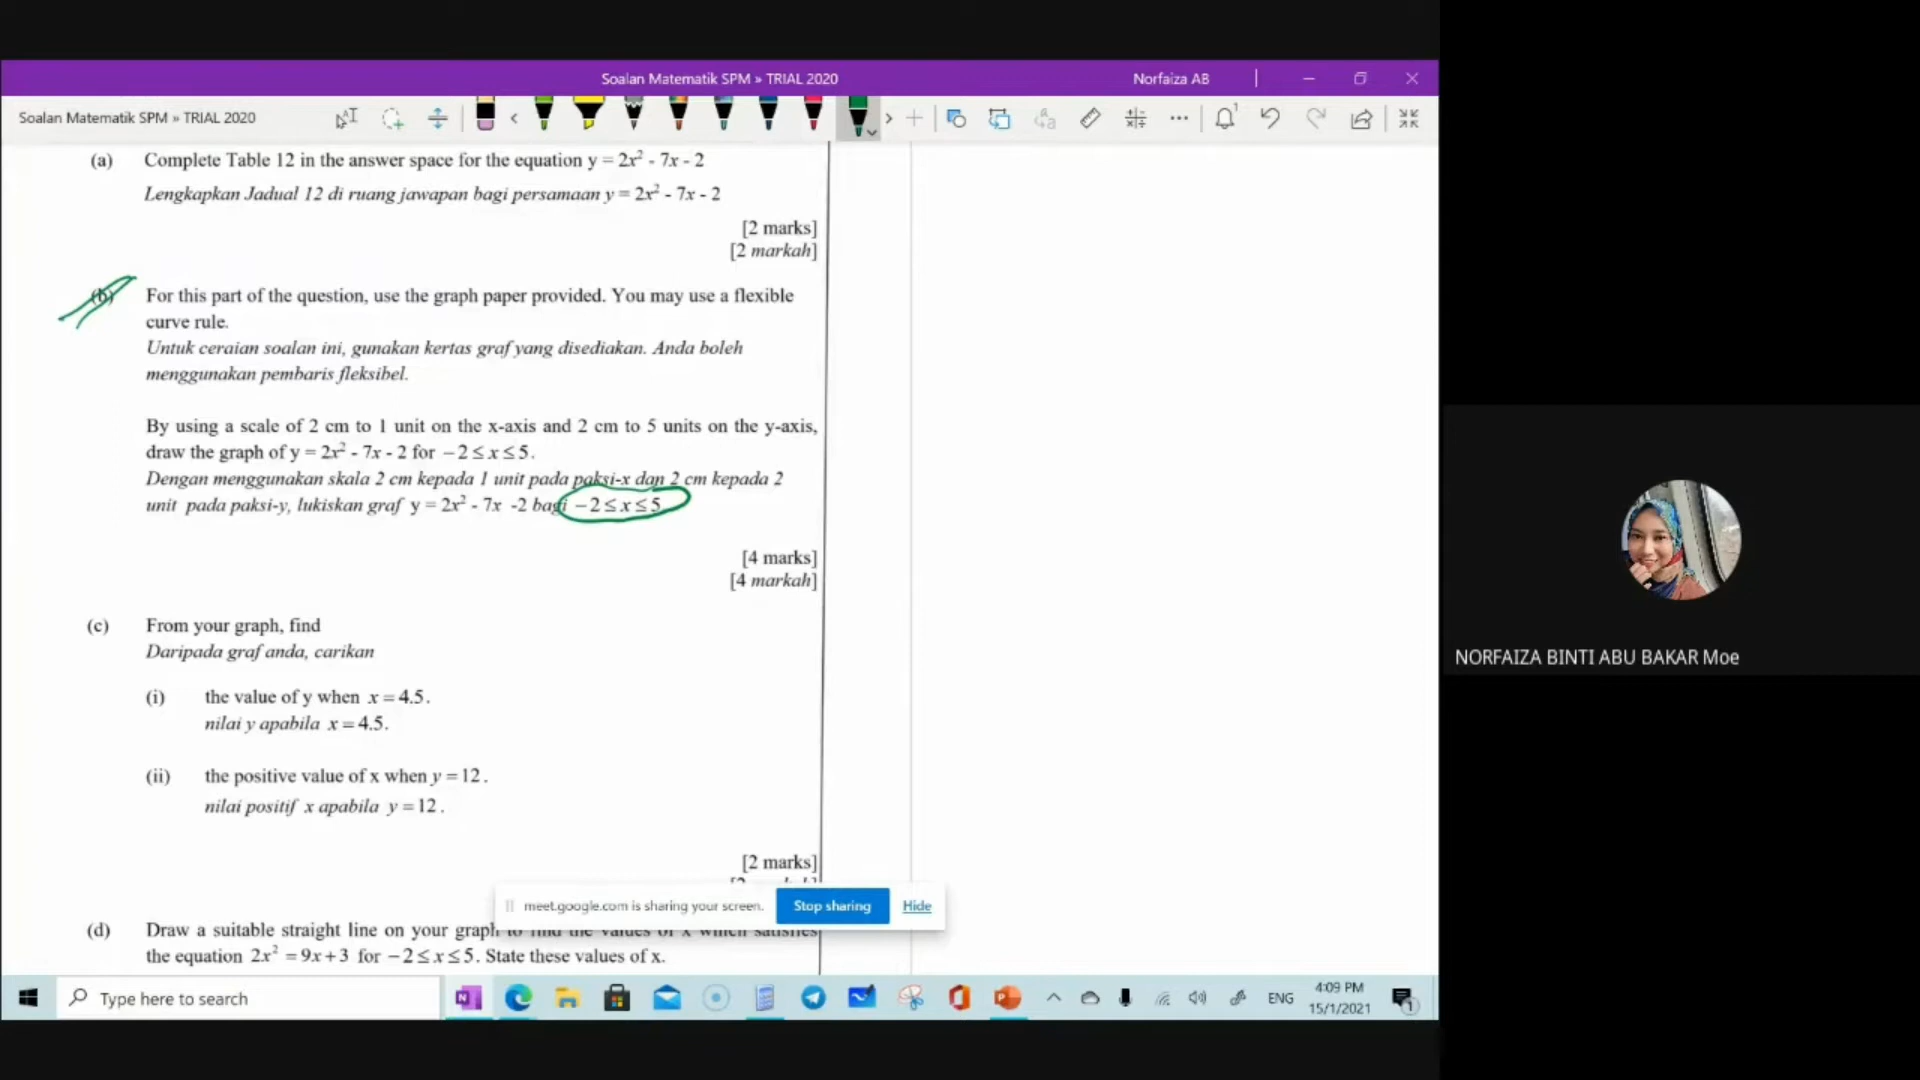 Soalan Matematik SPM » TRIAL 2020
Norfaiza AB
Soalan Matematik SPM » TRIAL 2020
(a) Complete Table 12 in the answer space for the equation y = 2x² - 7x - 2
Lengkapkan Jadual 12 di ruang jawapan bagi persamaan y = 2x² - 7x - 2
[2 marks]
[2 markah]
(b) For this part of the question, use the graph paper provided. You may use a flexible
curve rule.
Untuk ceraian soalan ini, gunakan kertas graf yang disediakan. Anda boleh
menggunakan pembaris fleksibel.
By using a scale of 2 cm to 1 unit on the x-axis and 2 cm to 5 units on the y-axis,
draw the graph of y = 2x² - 7x - 2 for −2 ≤ x ≤ 5.
Dengan menggunakan skala 2 cm kepada 1 unit pada paksi-x dan 2 cm kepada 2
unit pada paksi-y, lukiskan graf y = 2x² - 7x -2 bagi −2 ≤ x ≤ 5
[4 marks]
[4 markah]
(c) From your graph, find
Daripada graf anda, carikan
(i) the value of y when x = 4.5.
nilai y apabila x = 4.5.
(ii) the positive value of x when y = 12.
nilai positif x apabila y = 12.
[2 marks]
meet.google.com is sharing your screen. Stop sharing Hide
(d) Draw a suitable straight line on your graph to find the values of x which satisfies
the equation 2x² = 9x + 3 for −2 ≤ x ≤ 5. State these values of x.
Type here to search
ENG
4:09 PM
15/1/2021
1
NORFAIZA BINTI ABU BAKAR Moe